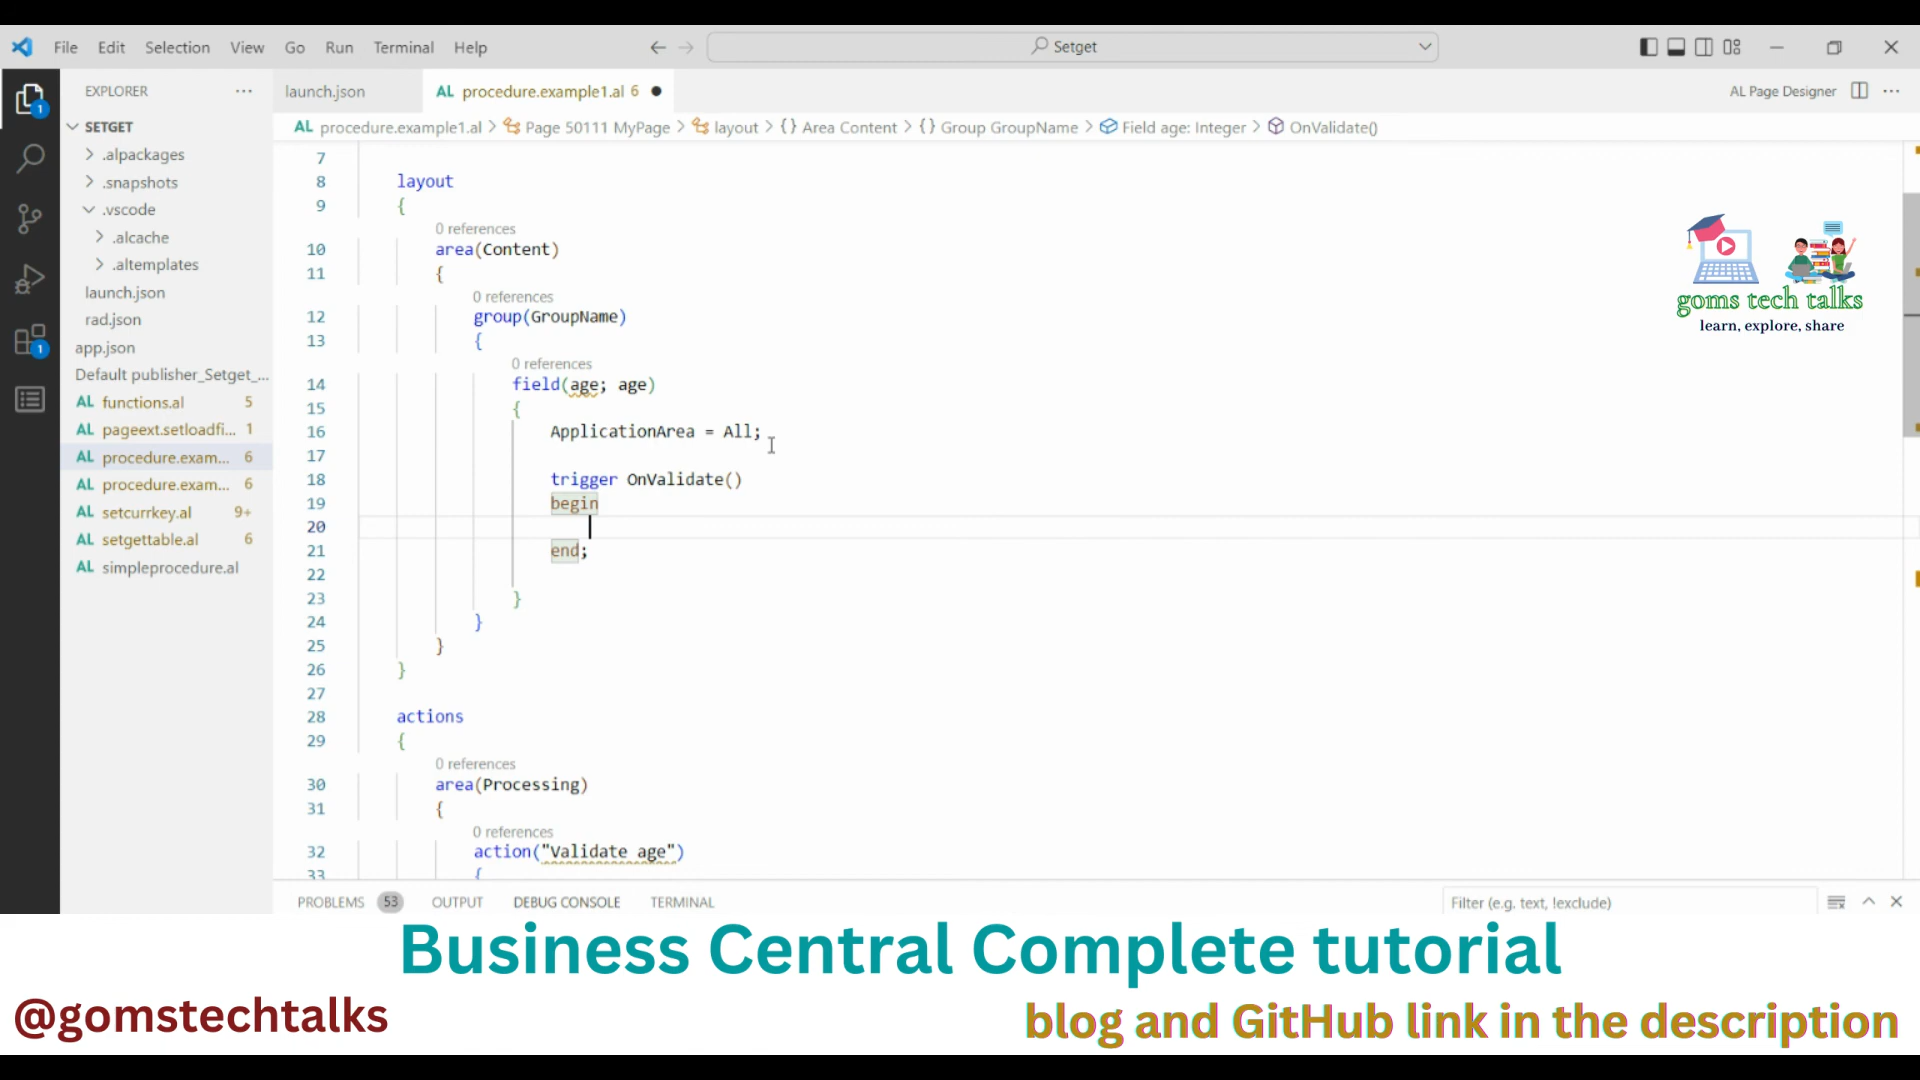 File Edit Selection View Go Run Terminal Help Setget
EXPLORER
launch.json
AL procedure.example1.al 6
AL Page Designer
AL procedure.example1.al > Page 50111 MyPage > layout > {} Area Content > {} Group GroupName > Field age: Integer > OnValidate()
SETGET
.alpackages
.snapshots
.vscode
.alcache
.altemplates
launch.json
rad.json
app.json
Default publisher_Setget_...
AL functions.al 5
AL pageext.setloadfi... 1
AL procedure.exam... 6
AL procedure.exam... 6
AL setcurrkey.al 9+
AL setgettable.al 6
AL simpleprocedure.al
1
1
7
8 layout
9 {
0 references
10 area(Content)
11 {
0 references
12 group(GroupName)
13 {
0 references
14 field(age; age)
15 {
16 ApplicationArea = All;
17
18 trigger OnValidate()
19 begin
20
21 end;
22
23 }
24 }
25 }
26 }
27
28 actions
29 {
0 references
30 area(Processing)
31 {
0 references
32 action("Validate age")
33 {
goms tech talks
learn, explore, share
PROBLEMS 53 OUTPUT DEBUG CONSOLE TERMINAL
Filter (e.g. text, !exclude)
Business Central Complete tutorial
@gomstechtalks
blog and GitHub link in the description